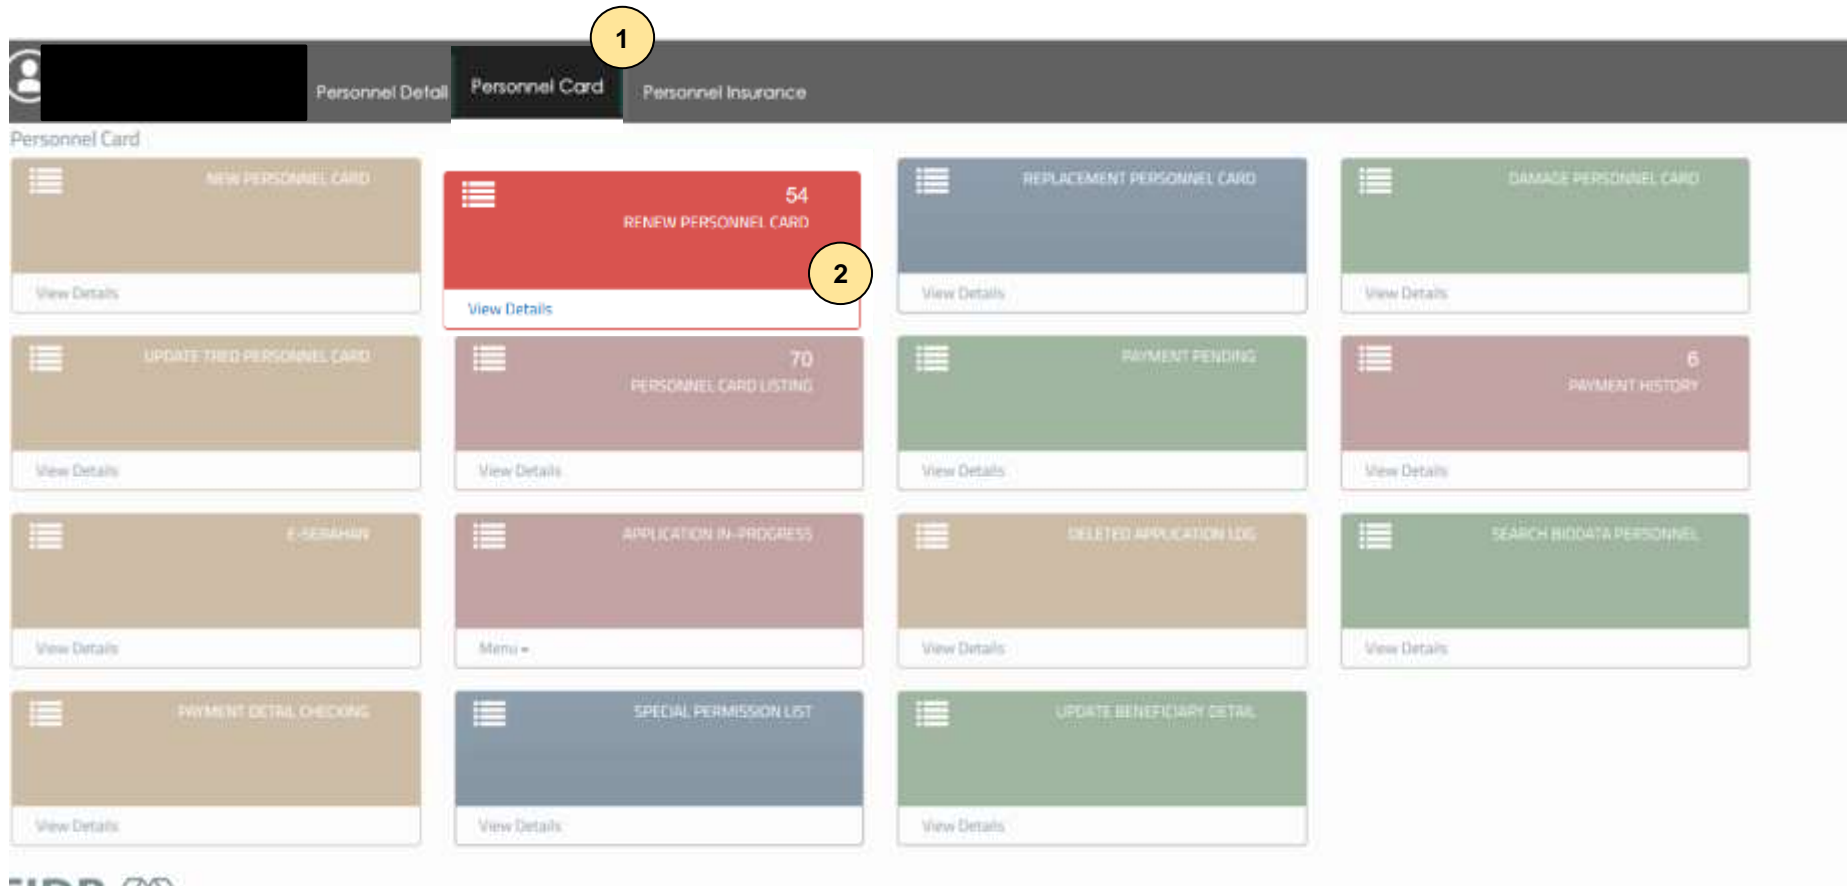 1
Personnel Detail
Personnel Card
Personnel Insurance
Personnel Card
NEW PERSONNEL CARD
View Details
54
RENEW PERSONNEL CARD
2
View Details
REPLACEMENT PERSONNEL CARD
View Details
DAMAGE PERSONNEL CARD
View Details
UPDATE TRED PERSONNEL CARD
View Details
70
PERSONNEL CARD LISTING
View Details
PAYMENT PENDING
View Details
6
PAYMENT HISTORY
View Details
E-SERAHAN
View Details
APPLICATION IN-PROGRESS
Menu
DELETED APPLICATION LOG
View Details
SEARCH BIODATA PERSONNEL
View Details
PAYMENT DETAIL CHECKING
View Details
SPECIAL PERMISSION LIST
View Details
UPDATE BENEFICIARY DETAIL
View Details